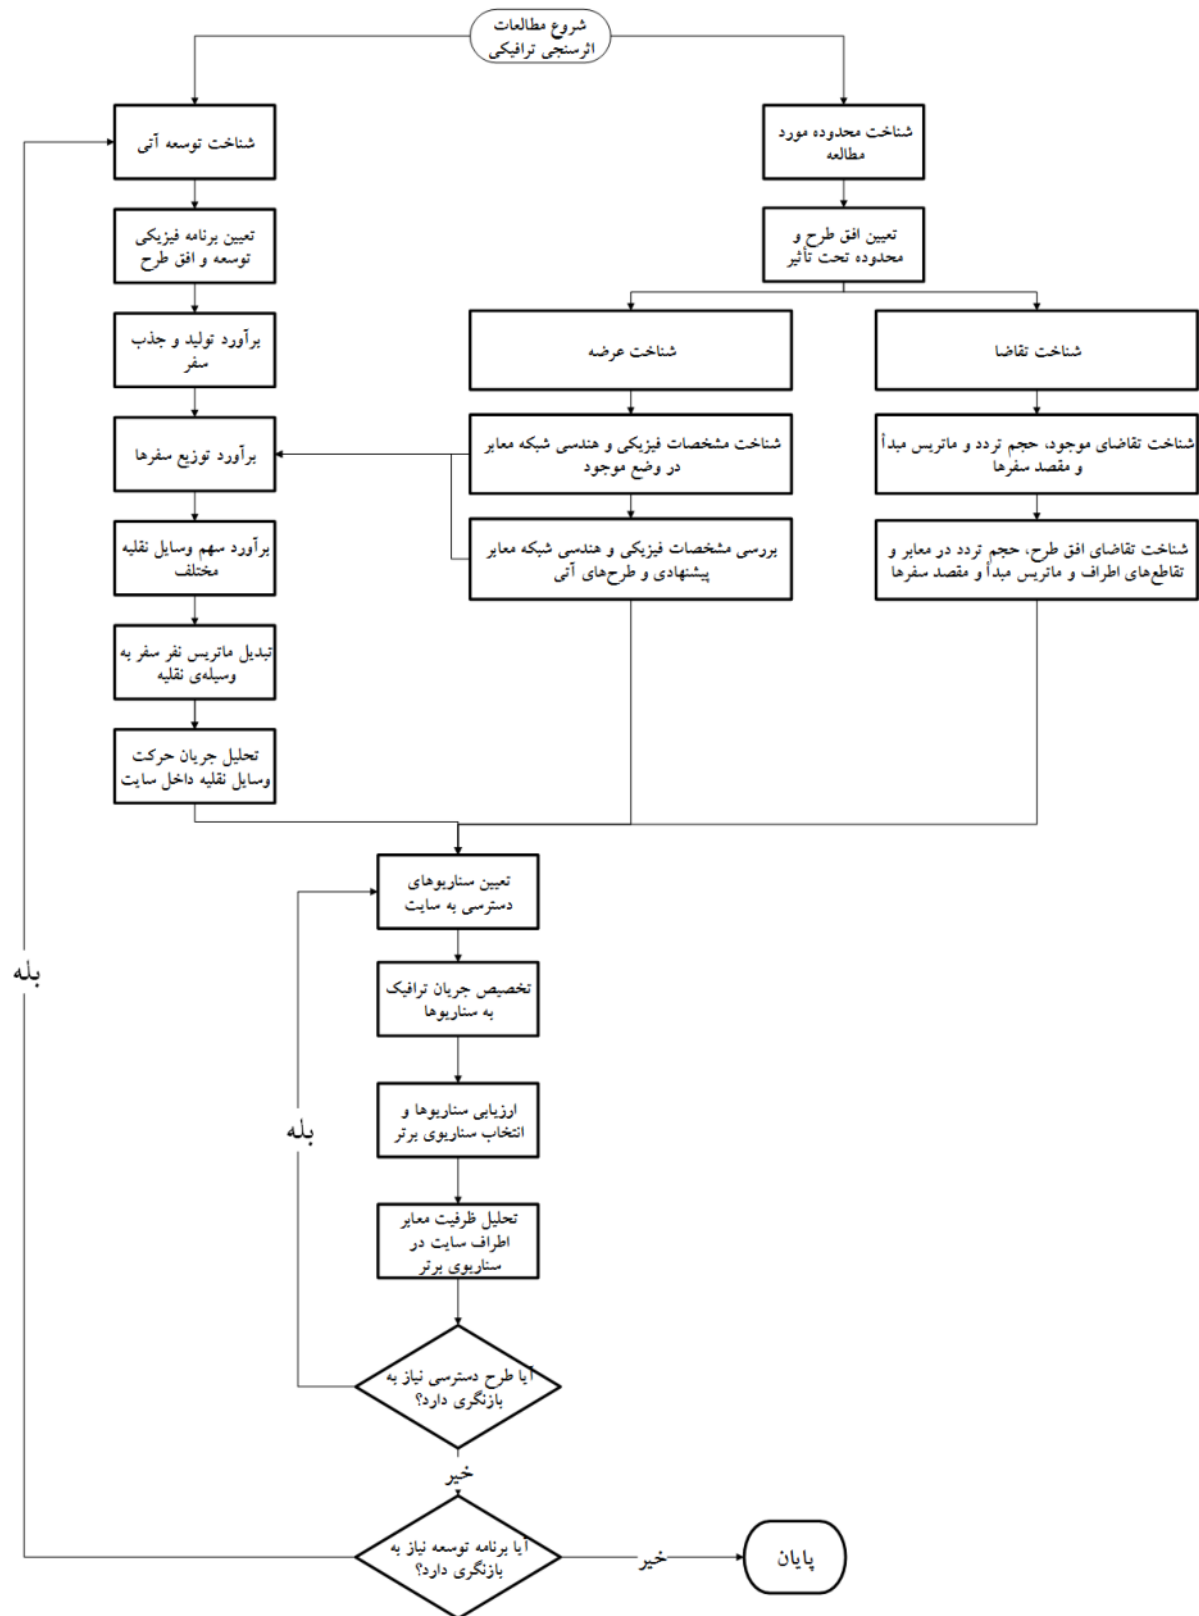 شروع مطالعات
اثرسنجی ترافیکی
شناخت محدوده مورد
مطالعه
تعیین افق طرح و
محدوده تحت تأثیر
شناخت تقاضا
شناخت تقاضای موجود، حجم تردد و ماتریس مبدأ
و مقصد سفرها
شناخت تقاضای افق طرح، حجم تردد در معابر و
تقاطع‌های اطراف و ماتریس مبدأ و مقصد سفرها
شناخت عرضه
شناخت مشخصات فیزیکی و هندسی شبکه معابر
در وضع موجود
بررسی مشخصات فیزیکی و هندسی شبکه معابر
پیشنهادی و طرح‌های آتی
شناخت توسعه آتی
تعیین برنامه فیزیکی
توسعه و افق طرح
برآورد تولید و جذب
سفر
برآورد توزیع سفرها
برآورد سهم وسایل نقلیه
مختلف
تبدیل ماتریس نفر سفر به
وسیله‌ی نقلیه
تحلیل جریان حرکت
وسایل نقلیه داخل سایت
تعیین سناریوهای
دسترسی به سایت
تخصیص جریان ترافیک
به سناریوها
ارزیابی سناریوها و
انتخاب سناریوی برتر
تحلیل ظرفیت معابر
اطراف سایت در
سناریوی برتر
آیا طرح دسترسی نیاز به
بازنگری دارد؟
بله
خیر
آیا برنامه توسعه نیاز به
بازنگری دارد؟
بله
خیر
پایان